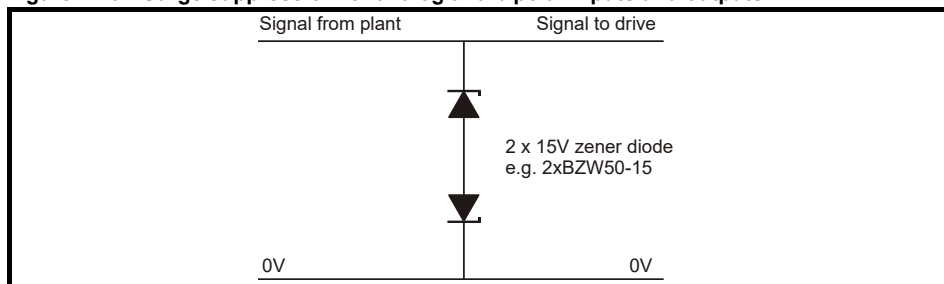 Signal from plant Signal to drive
2 x 15V zener diode
e.g. 2xBZW50-15
0V 0V